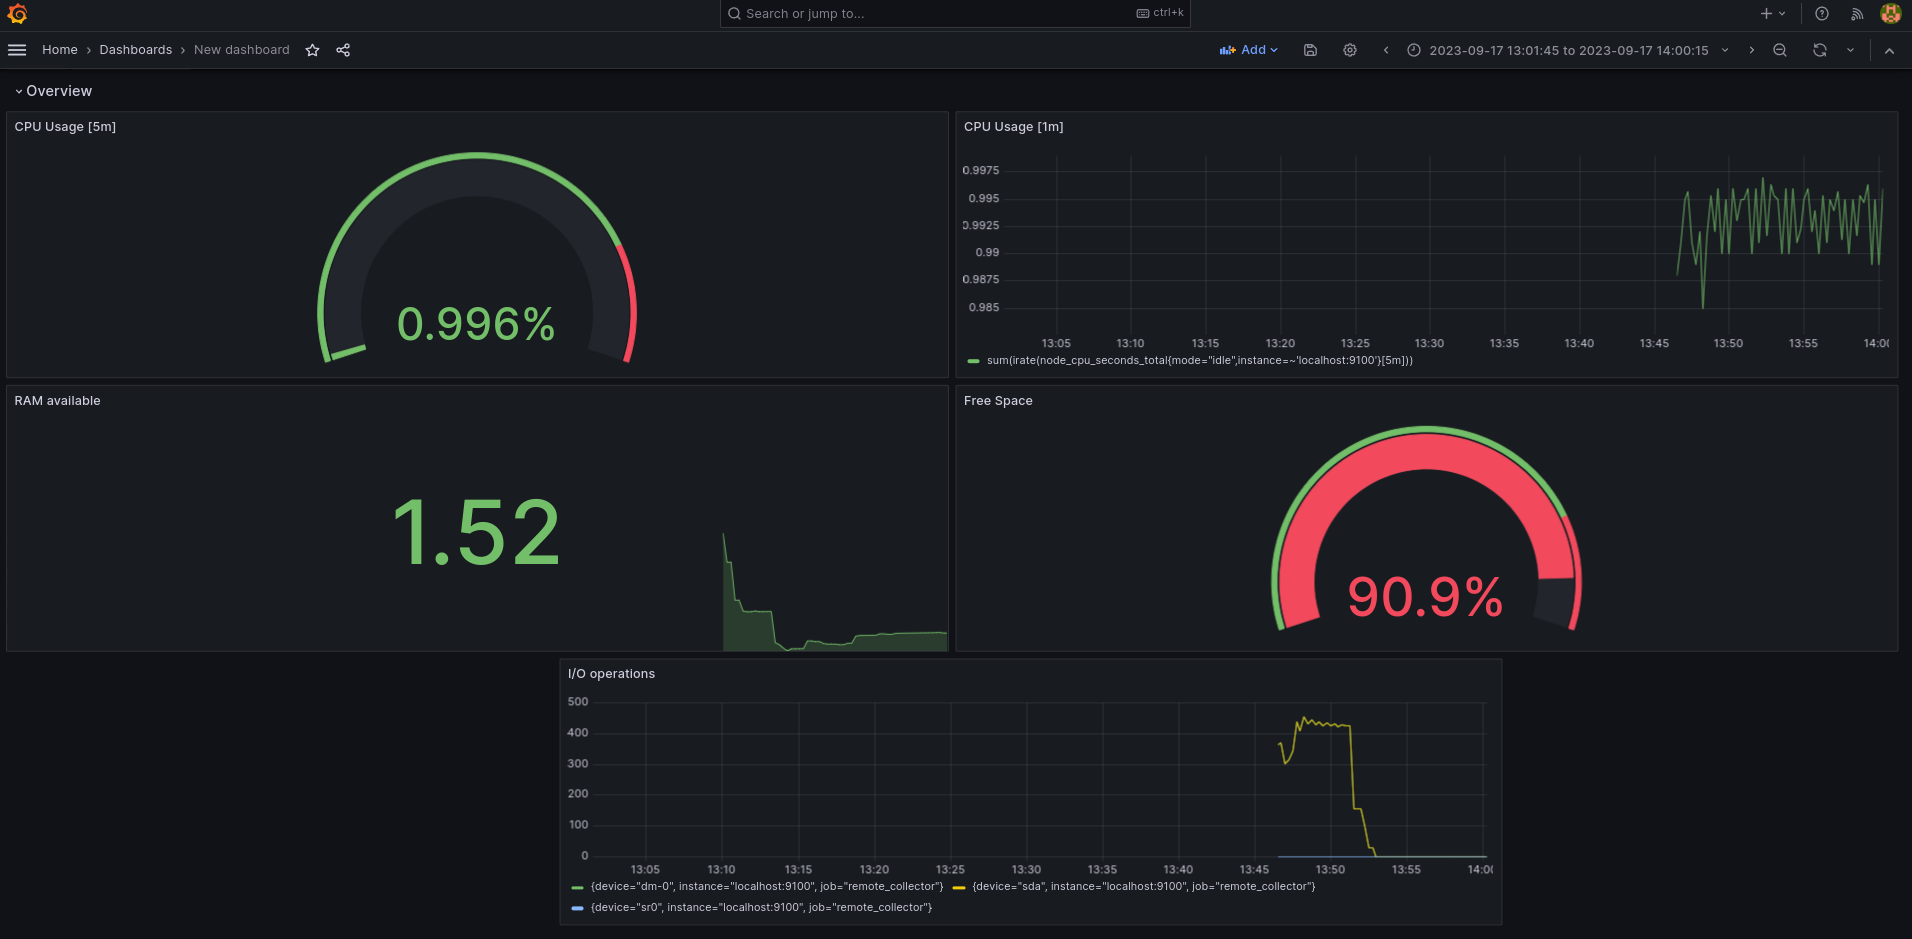 Search or jump to... ctrl+k
Home › Dashboards › New dashboard Add 2023-09-17 13:01:45 to 2023-09-17 14:00:15
Overview
CPU Usage [5m]
0.996%
CPU Usage [1m]
0.9975
0.995
0.9925
0.99
0.9875
0.985
13:05 13:10 13:15 13:20 13:25 13:30 13:35 13:40 13:45 13:50 13:55 14:00
sum(irate(node_cpu_seconds_total{mode="idle",instance=~'localhost:9100'}[5m]))
RAM available
1.52
Free Space
90.9%
I/O operations
500
400
300
200
100
0
13:05 13:10 13:15 13:20 13:25 13:30 13:35 13:40 13:45 13:50 13:55 14:00
{device="dm-0", instance="localhost:9100", job="remote_collector"} {device="sda", instance="localhost:9100", job="remote_collector"}
{device="sr0", instance="localhost:9100", job="remote_collector"}